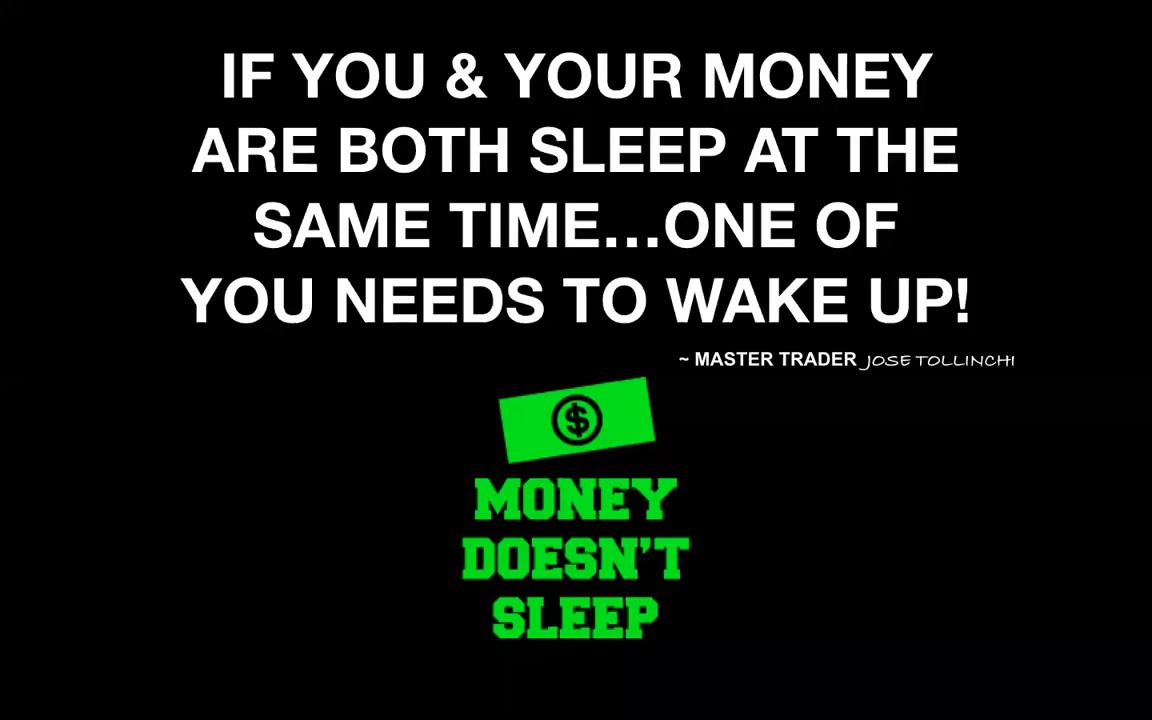 IF YOU & YOUR MONEY
ARE BOTH SLEEP AT THE
SAME TIME...ONE OF
YOU NEEDS TO WAKE UP!
~ MASTER TRADER JOSE TOLLINCHI
$
MONEY
DOESN'T
SLEEP